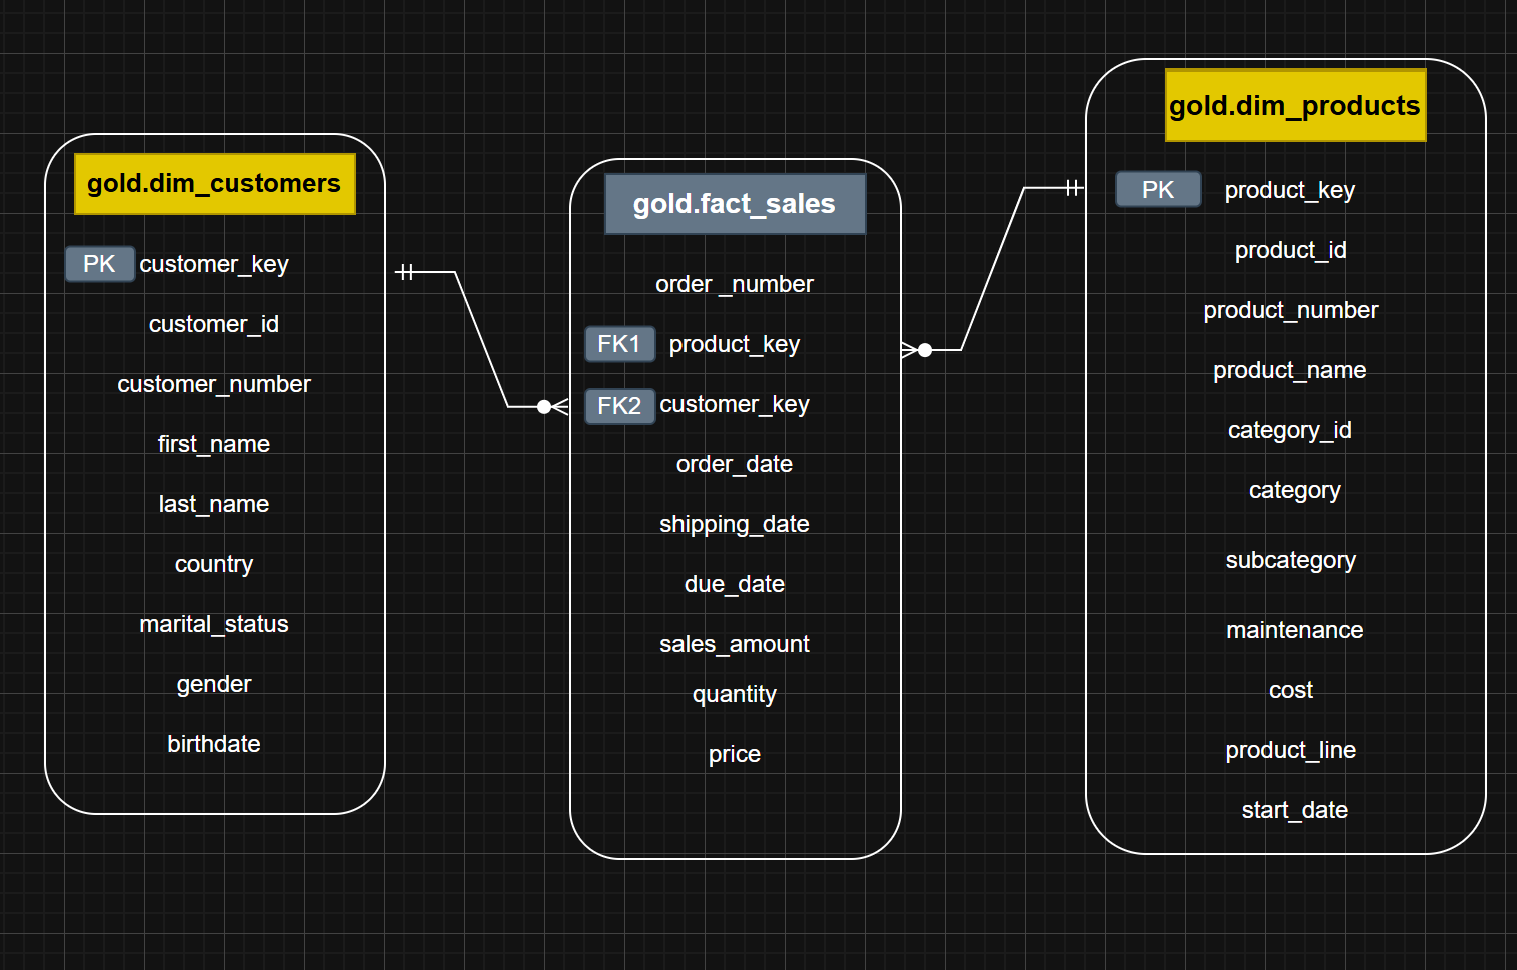 gold.dim_customers
PK customer_key
customer_id
customer_number
first_name
last_name
country
marital_status
gender
birthdate
gold.fact_sales
order _number
FK1 product_key
FK2 customer_key
order_date
shipping_date
due_date
sales_amount
quantity
price
gold.dim_products
PK product_key
product_id
product_number
product_name
category_id
category
subcategory
maintenance
cost
product_line
start_date